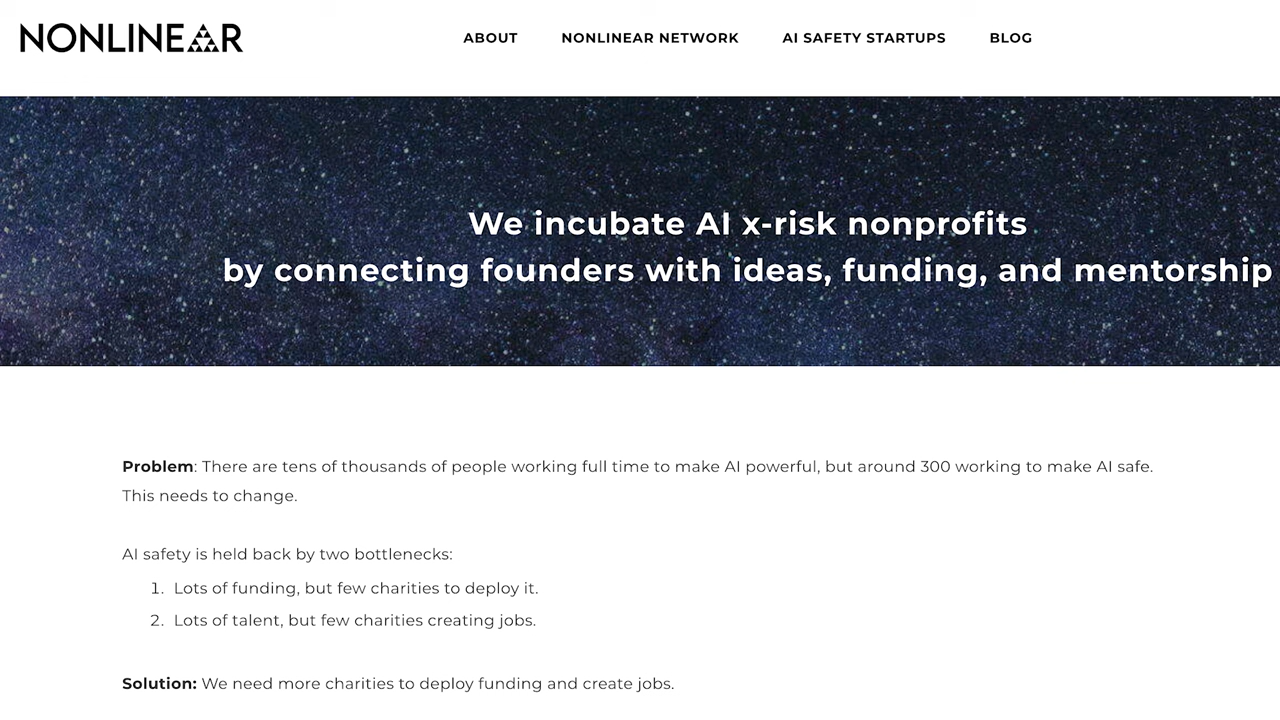 NONLINEAR
ABOUT NONLINEAR NETWORK AI SAFETY STARTUPS BLOG
We incubate AI x-risk nonprofits
by connecting founders with ideas, funding, and mentorship
Problem: There are tens of thousands of people working full time to make AI powerful, but around 300 working to make AI safe.
This needs to change.
AI safety is held back by two bottlenecks:
1. Lots of funding, but few charities to deploy it.
2. Lots of talent, but few charities creating jobs.
Solution: We need more charities to deploy funding and create jobs.